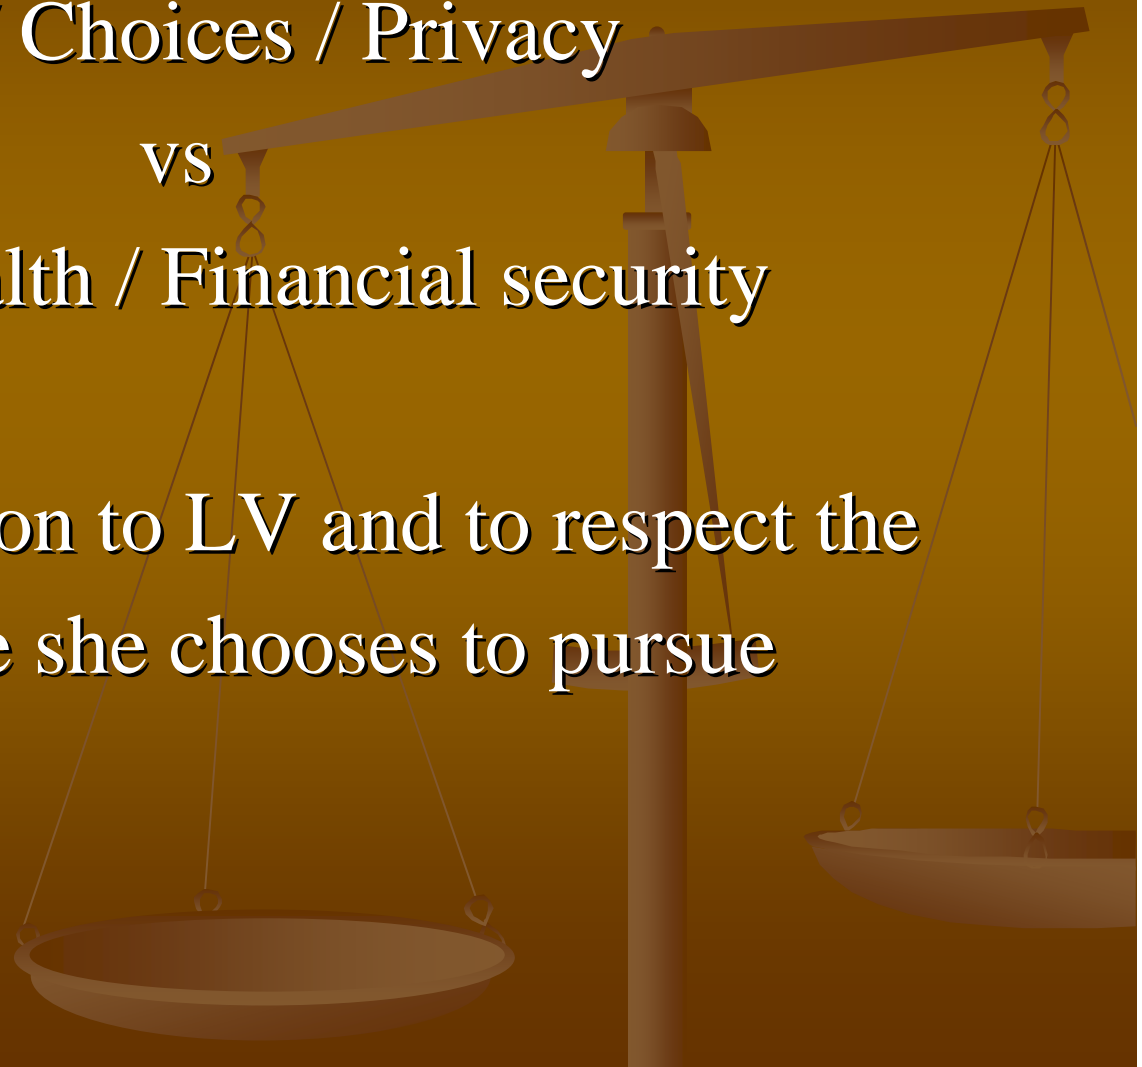 / Choices / Privacy
vs
lth / Financial security
on to LV and to respect the
she chooses to pursue